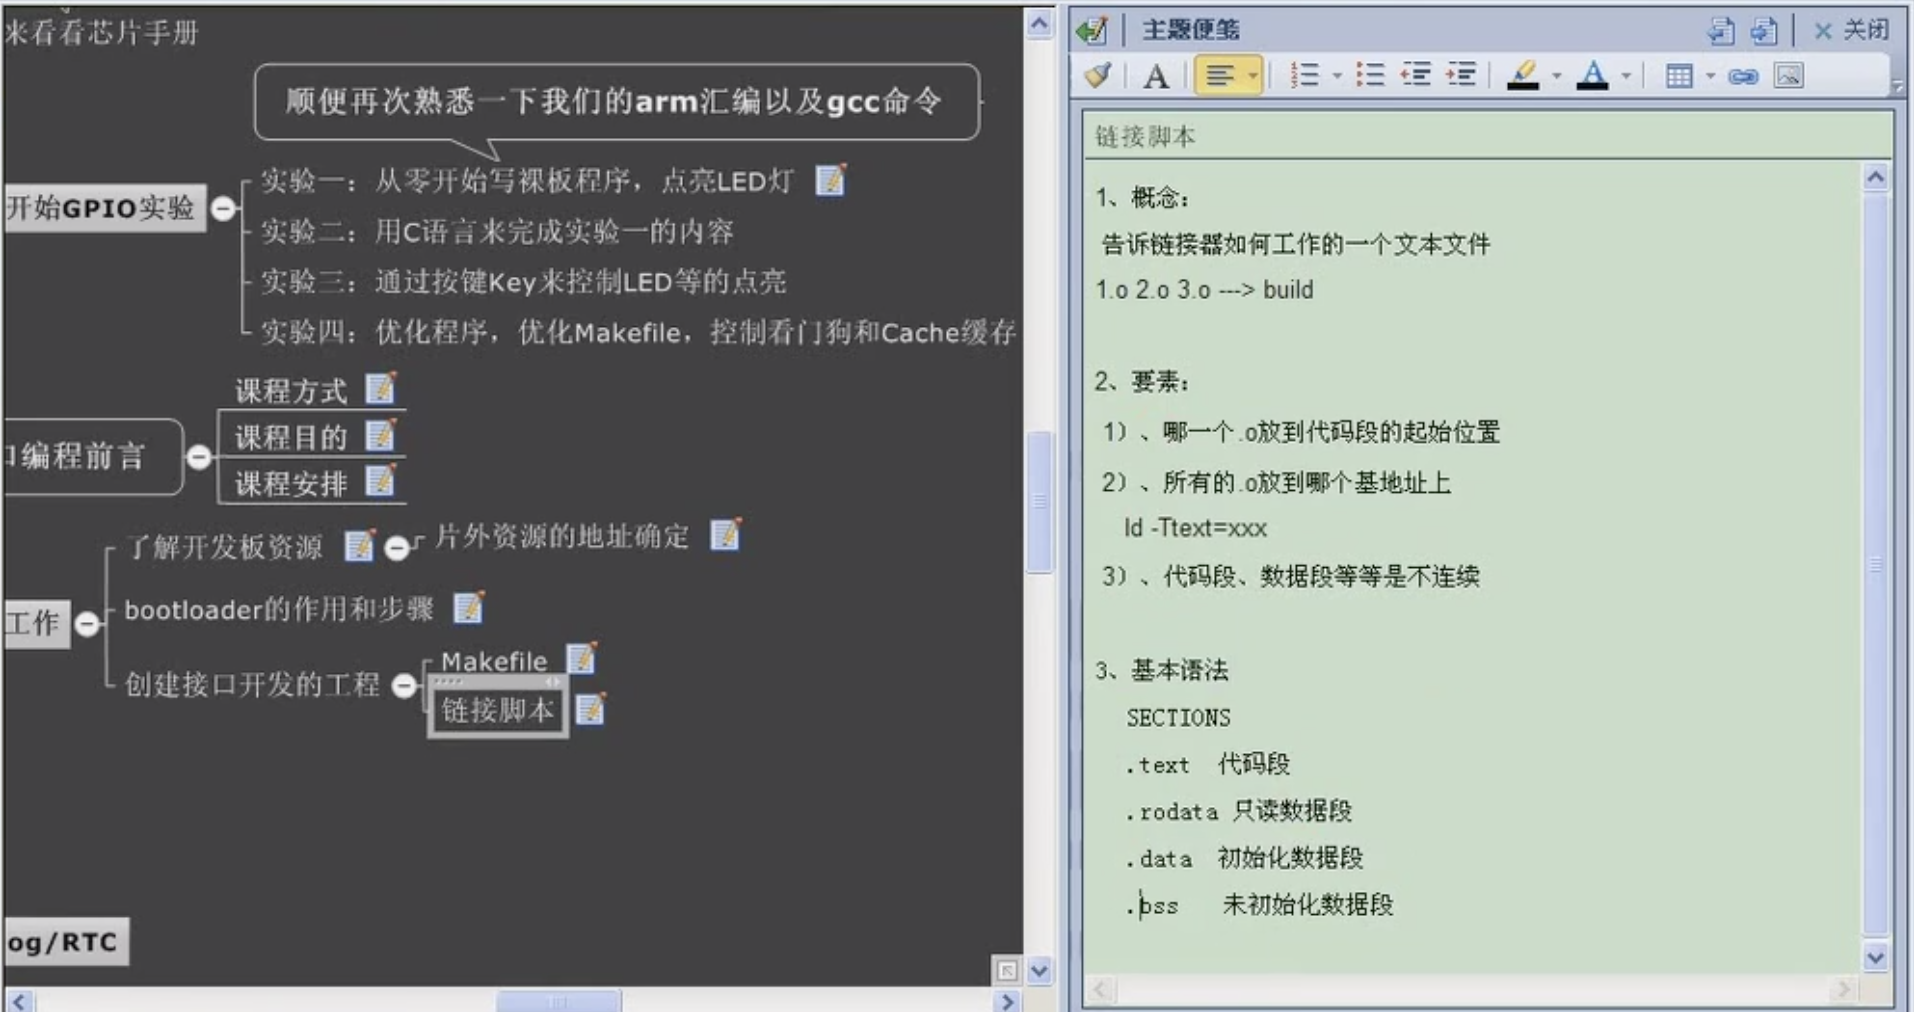 来看看芯片手册
顺便再次熟悉一下我们的arm汇编以及gcc命令
开始GPIO实验
实验一：从零开始写裸板程序，点亮LED灯
实验二：用C语言来完成实验一的内容
实验三：通过按键Key来控制LED等的点亮
实验四：优化程序，优化Makefile，控制看门狗和Cache缓存
编程前言
课程方式
课程目的
课程安排
工作
了解开发板资源
片外资源的地址确定
bootloader的作用和步骤
创建接口开发的工程
Makefile
链接脚本
og/RTC
主题便笺
关闭
链接脚本
1、概念：
告诉链接器如何工作的一个文本文件
1.o 2.o 3.o ---> build
2、要素：
1）、哪一个.o放到代码段的起始位置
2）、所有的.o放到哪个基地址上
ld -Ttext=xxx
3）、代码段、数据段等等是不连续
3、基本语法
SECTIONS
.text 代码段
.rodata 只读数据段
.data 初始化数据段
.bss 未初始化数据段